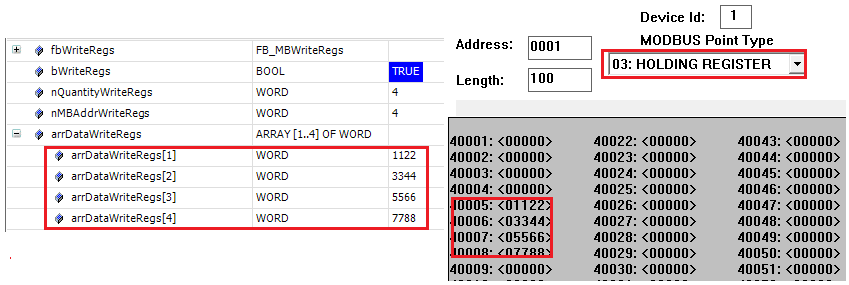 fbWriteRegs FB_MBWriteRegs
bWriteRegs BOOL TRUE
nQuantityWriteRegs WORD 4
nMBAddrWriteRegs WORD 4
arrDataWriteRegs ARRAY [1..4] OF WORD
arrDataWriteRegs[1] WORD 1122
arrDataWriteRegs[2] WORD 3344
arrDataWriteRegs[3] WORD 5566
arrDataWriteRegs[4] WORD 7788
Device Id: 1
Address: 0001
MODBUS Point Type
03: HOLDING REGISTER
Length: 100
40001: <00000> 40022: <00000> 40043: <00000>
40002: <00000> 40023: <00000> 40044: <00000>
40003: <00000> 40024: <00000> 40045: <00000>
40004: <00000> 40025: <00000> 40046: <00000>
40005: <01122> 40026: <00000> 40047: <00000>
40006: <03344> 40027: <00000> 40048: <00000>
40007: <05566> 40028: <00000> 40049: <00000>
40008: <07788> 40029: <00000> 40050: <00000>
40009: <00000> 40030: <00000> 40051: <00000>